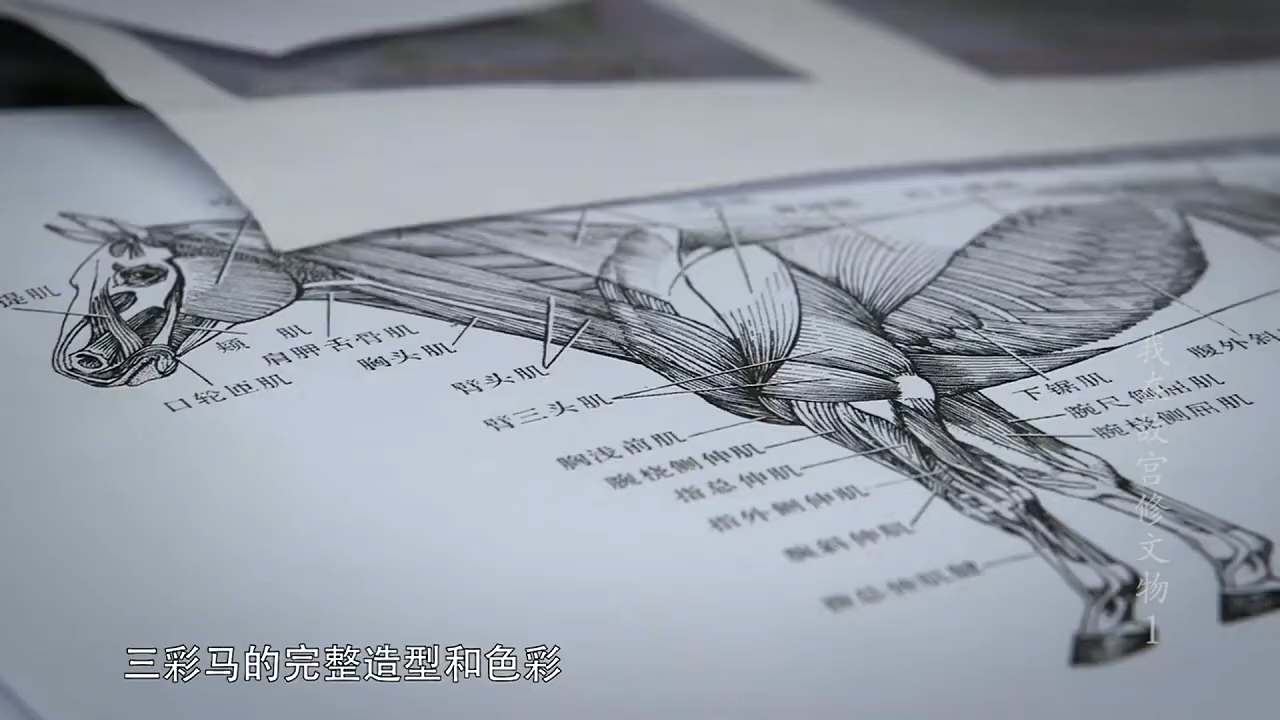 提肌
颊 肌
肩胛舌骨肌
口轮匝肌
胸头肌
臂头肌
臂三头肌
胸浅前肌
腕桡侧伸肌
指总伸肌
指外侧伸肌
腕斜伸肌
下锯肌
腹外斜
腕尺侧屈肌
腕桡侧屈肌
我在故宫修文物1
三彩马的完整造型和色彩